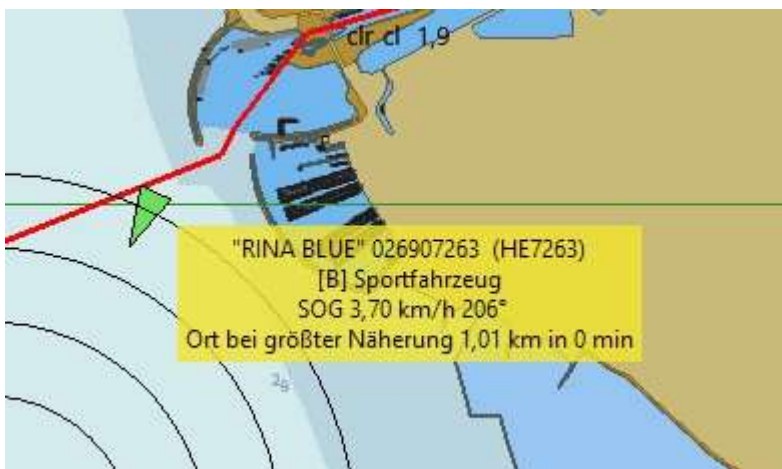 clr cl 1,9
"RINA BLUE" 026907263 (HE7263)
[B] Sportfahrzeug
SOG 3,70 km/h 206°
Ort bei größter Näherung 1,01 km in 0 min